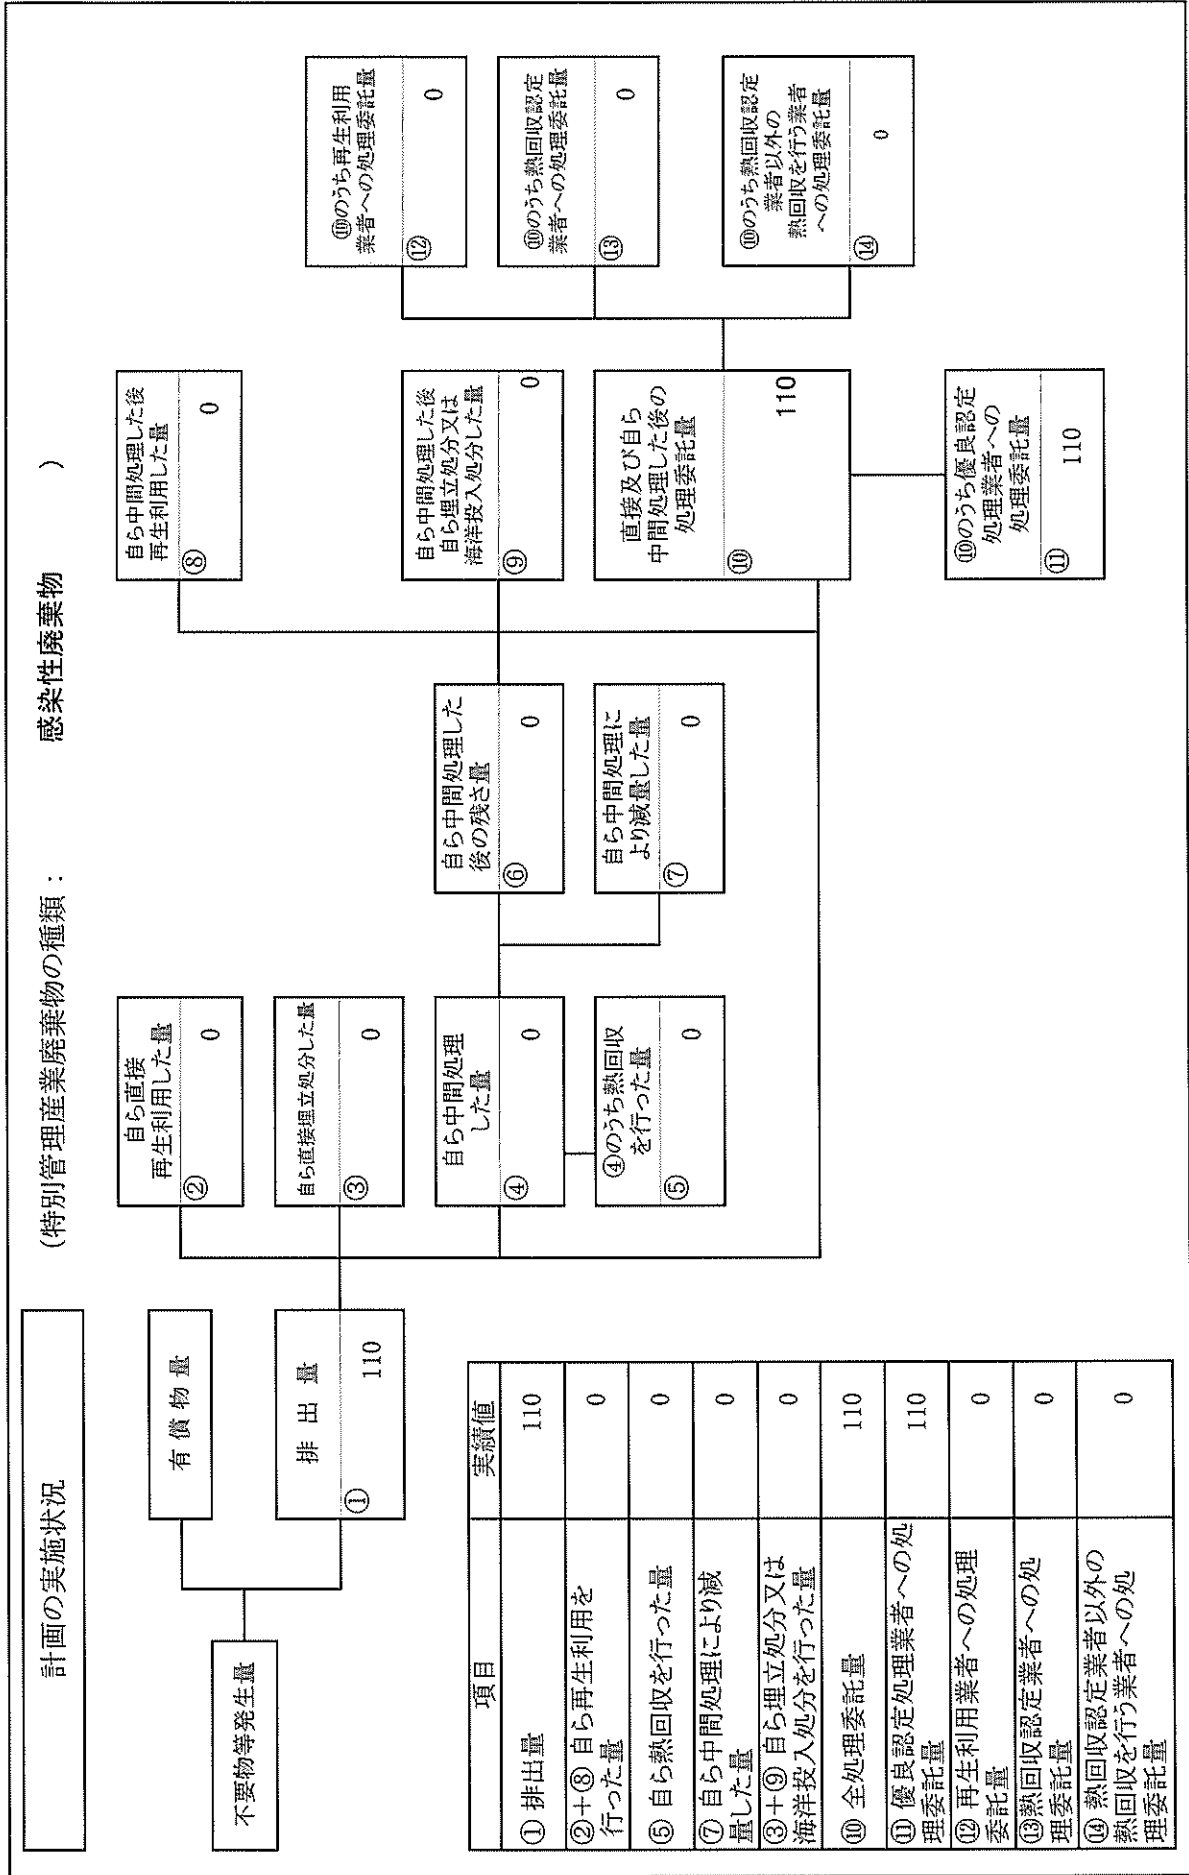 計画の実施状況
(特別管理産業廃棄物の種類： 感染性廃棄物 )
不要物等発生量
有償物量
排出量
① 110
自ら直接
再生利用した量
② 0
自ら直接埋立処分した量
③ 0
自ら中間処理
した量
④ 0
④のうち熱回収
を行った量
⑤ 0
自ら中間処理した
後の残さ量
⑥ 0
自ら中間処理に
より減量した量
⑦ 0
自ら中間処理した後
再生利用した量
⑧ 0
自ら中間処理した後
自ら埋立処分又は
海洋投入処分した量
⑨ 0
直接及び自ら
中間処理した後の
処理委託量
⑩ 110
⑩のうち優良認定
処理業者への
処理委託量
⑪ 110
⑩のうち再生利用
業者への処理委託量
⑫ 0
⑩のうち熱回収認定
業者への処理委託量
⑬ 0
⑩のうち熱回収認定
業者以外の
熱回収を行う業者
への処理委託量
⑭ 0
項目 実績値
① 排出量 110
②＋⑧ 自ら再生利用を
行った量 0
⑤ 自ら熱回収を行った量 0
⑦ 自ら中間処理により減
量した量 0
③＋⑨ 自ら埋立処分又は
海洋投入処分を行った量 0
⑩ 全処理委託量 110
⑪ 優良認定処理業者への処
理委託量 110
⑫ 再生利用業者への処理
委託量 0
⑬熱回収認定業者への処
理委託量 0
⑭ 熱回収認定業者以外の
熱回収を行う業者への処
理委託量 0